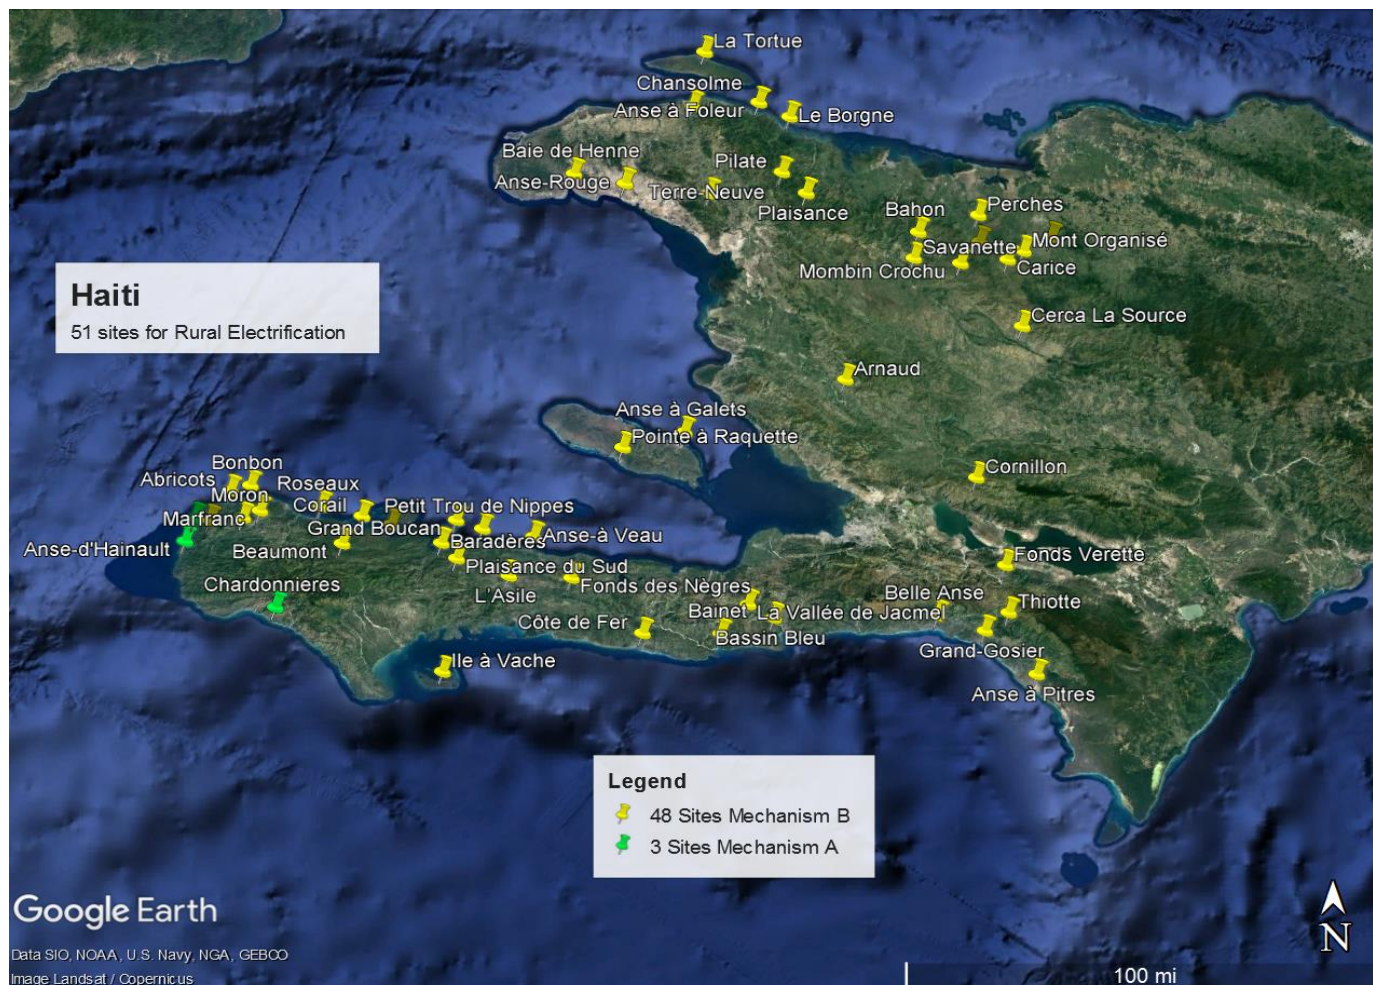 La Tortue
Chansolme
Anse à Foleur
Le Borgne
Baie de Henne
Pilate
Anse-Rouge
Terre-Neuve
Plaisance
Bahon
Perches
Savanette
Mont Organisé
Mombin Crochu
Carice
Haiti
51 sites for Rural Electrification
Cerca La Source
Arnaud
Anse à Galets
Pointe à Raquette
Cornillon
Bonbon
Abricots
Roseaux
Moron
Corail
Petit Trou de Nippes
Marfranc
Grand Boucan
Anse-à Veau
Baradères
Anse-d'Hainault
Beaumont
Fonds Verette
Plaisance du Sud
Chardonnieres
Fonds des Nègres
L'Asile
Belle Anse
Thiotte
Bainet
La Vallée de Jacmel
Côte de Fer
Bassin Bleu
Grand-Gosier
Ile à Vache
Anse à Pitres
Legend
48 Sites Mechanism B
3 Sites Mechanism A
Google Earth
N
Data SIO, NOAA, U.S. Navy, NGA, GEBCO
Image Landsat / Copernicus
100 mi